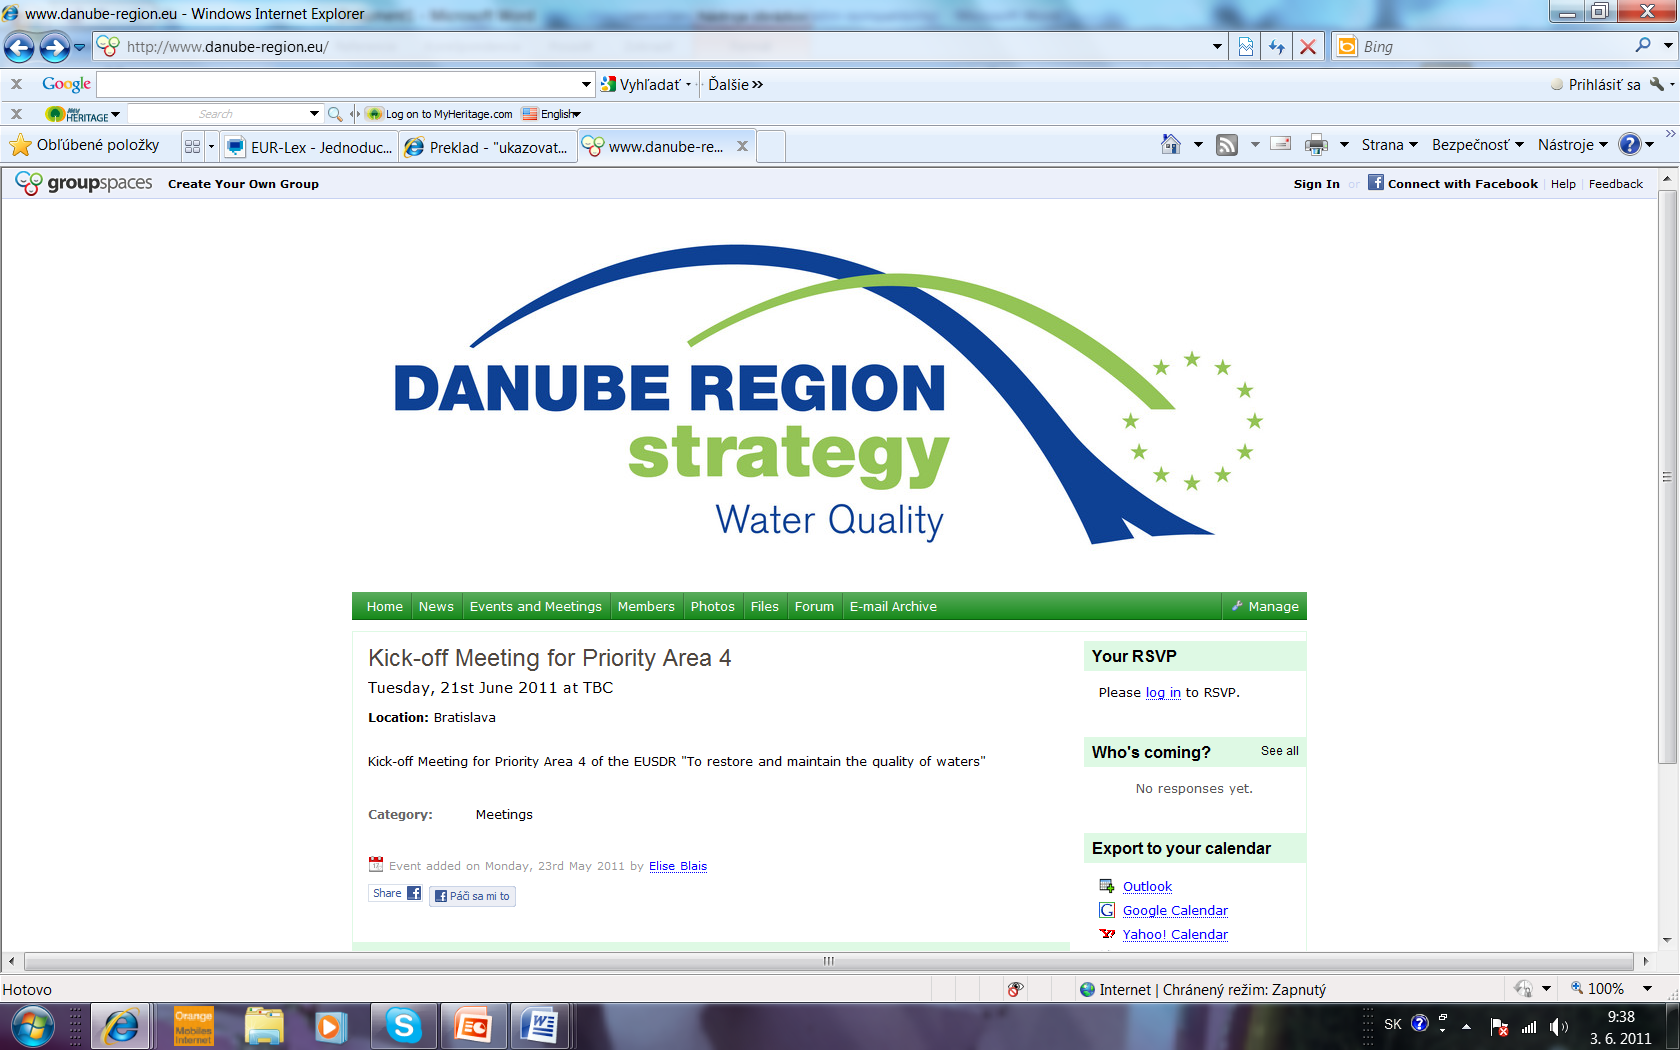 www.danube-region.eu - Windows Internet Explorer
http://www.danube-region.eu/
Bing
Google
Vyhľadať
Ďalšie »
Prihlásiť sa
MY HERITAGE
Search
Log on to MyHeritage.com
English
Obľúbené položky
EUR-Lex - Jednoduc...
Preklad - "ukazovat...
www.danube-re...
Strana
Bezpečnosť
Nástroje
groupspaces
Create Your Own Group
Sign In or Connect with Facebook
Help
Feedback
DANUBE REGION
strategy
Water Quality
Home
News
Events and Meetings
Members
Photos
Files
Forum
E-mail Archive
Manage
Kick-off Meeting for Priority Area 4
Tuesday, 21st June 2011 at TBC
Location: Bratislava
Kick-off Meeting for Priority Area 4 of the EUSDR "To restore and maintain the quality of waters"
Category: Meetings
Event added on Monday, 23rd May 2011 by Elise Blais
Share
Páči sa mi to
Your RSVP
Please log in to RSVP.
Who's coming?
See all
No responses yet.
Export to your calendar
Outlook
Google Calendar
Yahoo! Calendar
Hotovo
Internet | Chránený režim: Zapnutý
100%
Orange
Mobiles
Internet
SK
9:38
3. 6. 2011